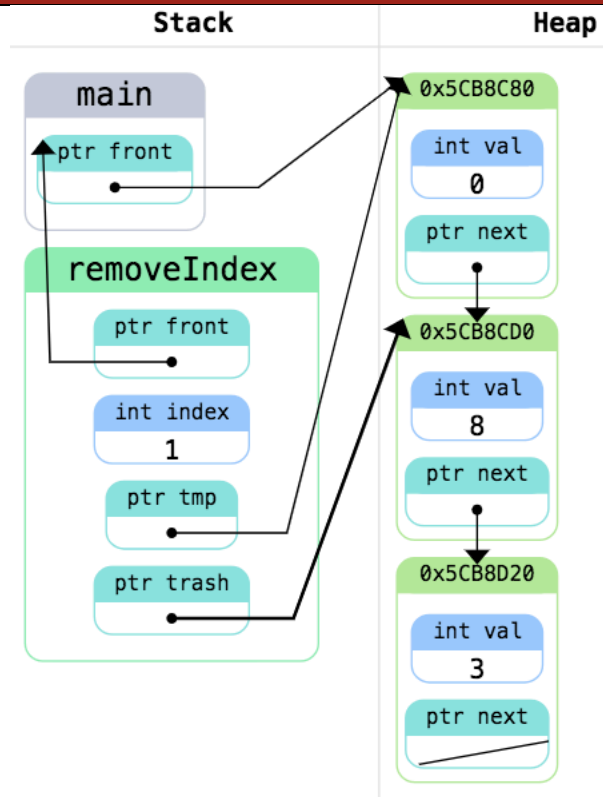 Stack
Heap
main
ptr front
removeIndex
ptr front
int index
1
ptr tmp
ptr trash
0x5CB8C80
int val
0
ptr next
0x5CB8CD0
int val
8
ptr next
0x5CB8D20
int val
3
ptr next